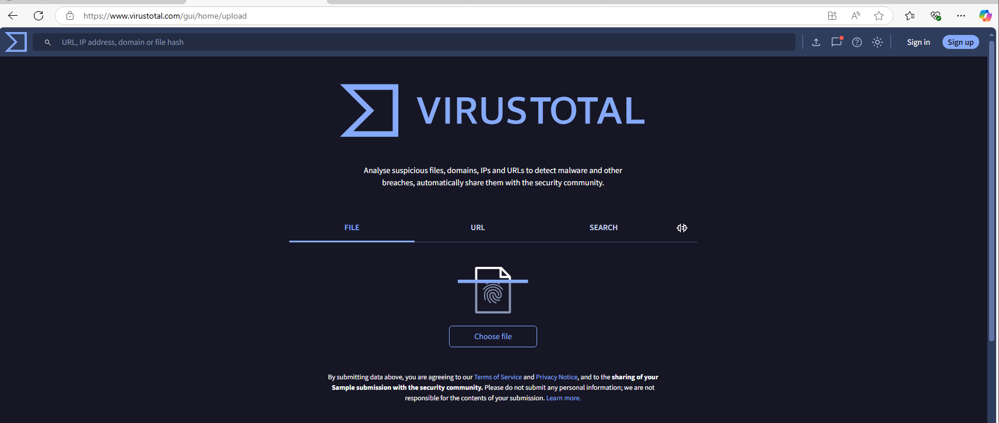 https://www.virustotal.com/gui/home/upload
URL, IP address, domain or file hash
Sign in
Sign up
VIRUSTOTAL
Analyse suspicious files, domains, IPs and URLs to detect malware and other
breaches, automatically share them with the security community.
FILE
URL
SEARCH
Choose file
By submitting data above, you are agreeing to our Terms of Service and Privacy Notice, and to the sharing of your
Sample submission with the security community. Please do not submit any personal information; we are not
responsible for the contents of your submission. Learn more.